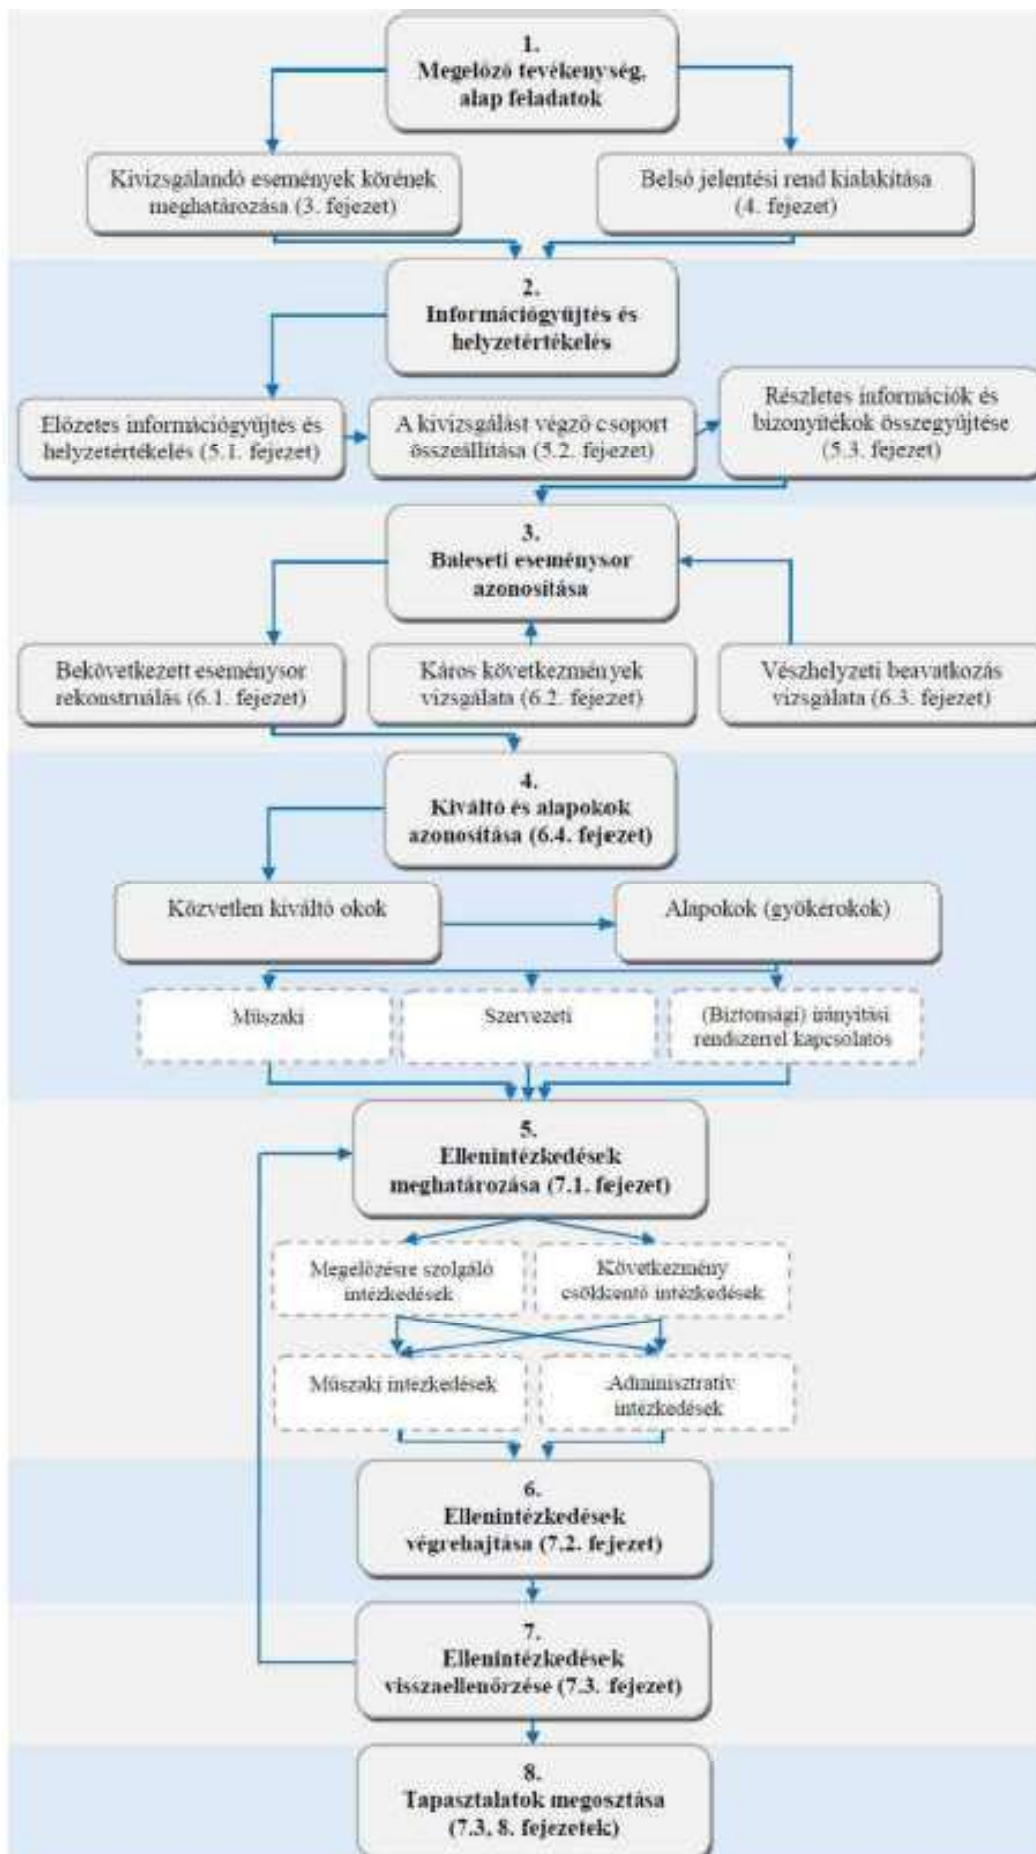 1.
Megelőző tevékenység,
alap feladatok
Kivizsgálandó események körének
meghatározása (3. fejezet)
Belső jelentési rend kialakítása
(4. fejezet)
2.
Információgyűjtés és
helyzetértékelés
Előzetes információgyűjtés és
helyzetértékelés (5.1. fejezet)
A kivizsgálást végző csoport
összeállítása (5.2. fejezet)
Részletes információk és
bizonyítékok összegyűjtése
(5.3. fejezet)
3.
Baleseti eseménysor
azonosítása
Bekövetkezett eseménysor
rekonstruálás (6.1. fejezet)
Káros következmények
vizsgálata (6.2. fejezet)
Vészhelyzeti beavatkozás
vizsgálata (6.3. fejezet)
4.
Kiváltó és alapokok
azonosítása (6.4. fejezet)
Közvetlen kiváltó okok
Alapokok (gyökérokok)
Műszaki
Szervezeti
(Biztonsági) irányítási
rendszerrel kapcsolatos
5.
Ellenintézkedések
meghatározása (7.1. fejezet)
Megelőzésre szolgáló
intézkedések
Következmény
csökkentő intézkedések
Műszaki intézkedések
Adminisztratív
intézkedések
6.
Ellenintézkedések
végrehajtása (7.2. fejezet)
7.
Ellenintézkedések
visszaellenőrzése (7.3. fejezet)
8.
Tapasztalatok megosztása
(7.3, 8. fejezetek)